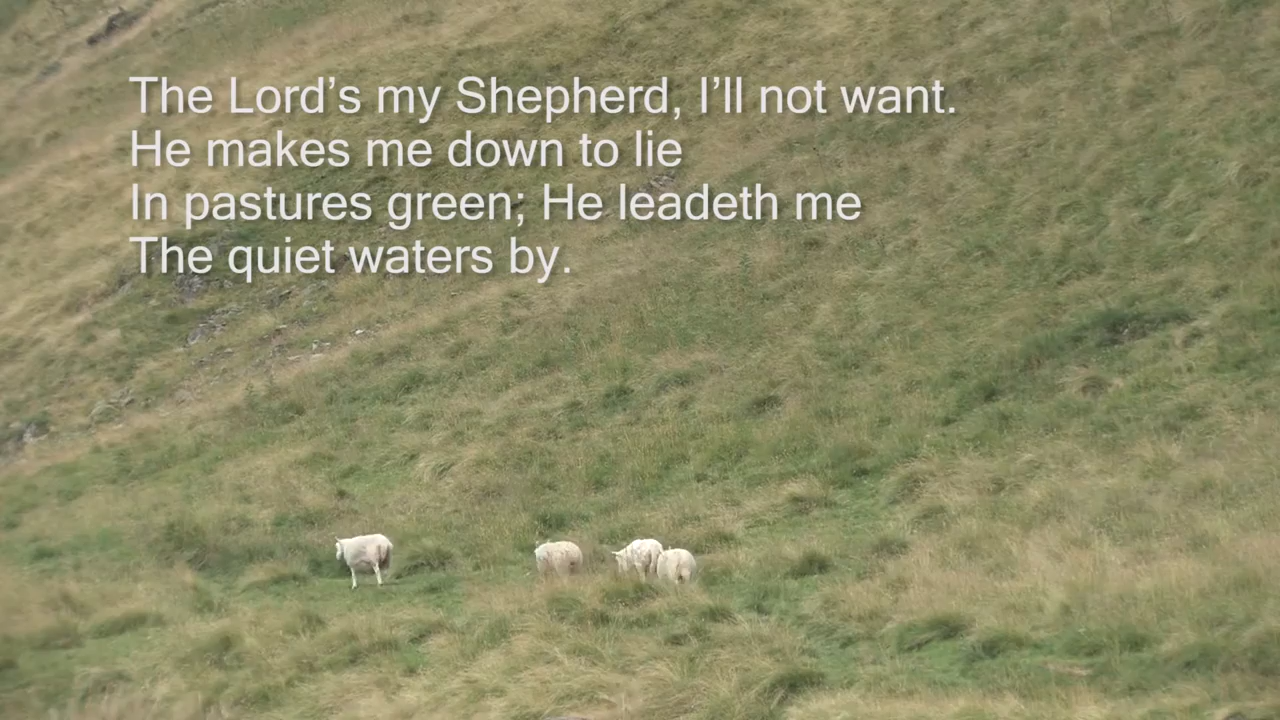 The Lord’s my Shepherd, I’ll not want.
He makes me down to lie
In pastures green; He leadeth me
The quiet waters by.